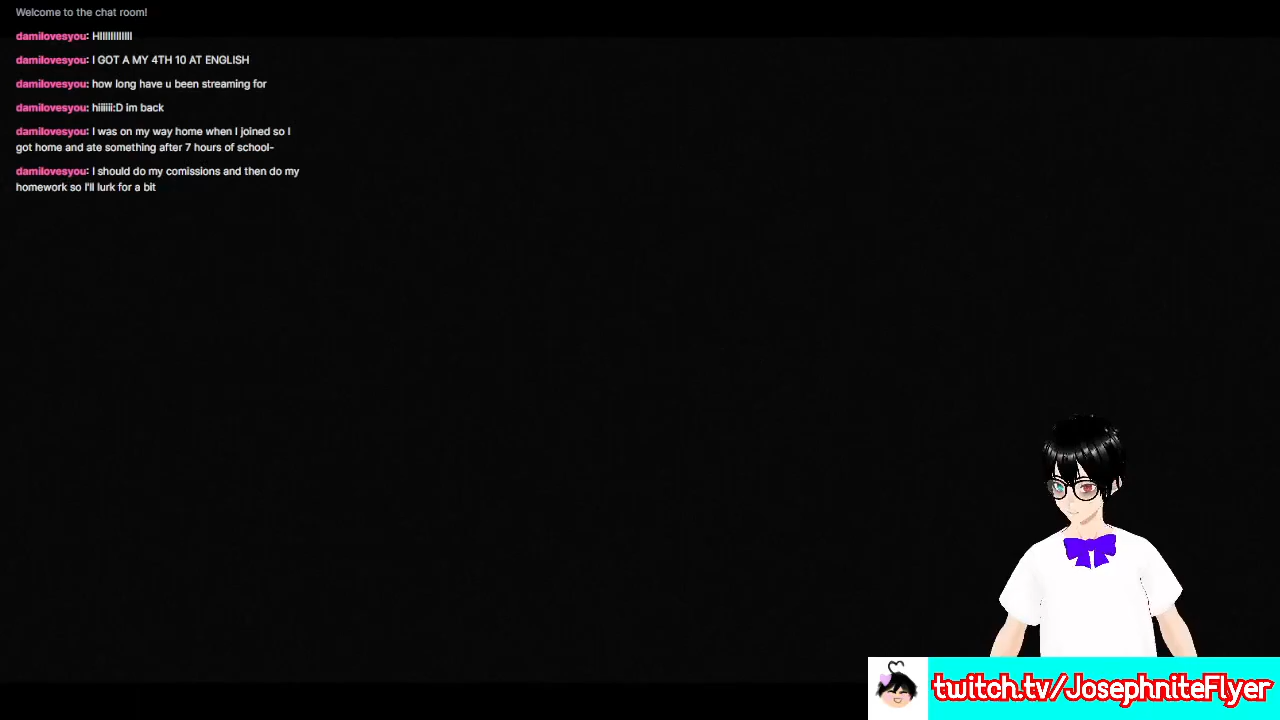 Welcome to the chat room!
damilovesyou: HIIIIIIIIIIII
damilovesyou: I GOT A MY 4TH 10 AT ENGLISH
damilovesyou: how long have u been streaming for
damilovesyou: hiiiiii:D im back
damilovesyou: I was on my way home when I joined so I
got home and ate something after 7 hours of school-
damilovesyou: I should do my comissions and then do my
homework so I'll lurk for a bit
twitch.tv/JosephniteFlyer